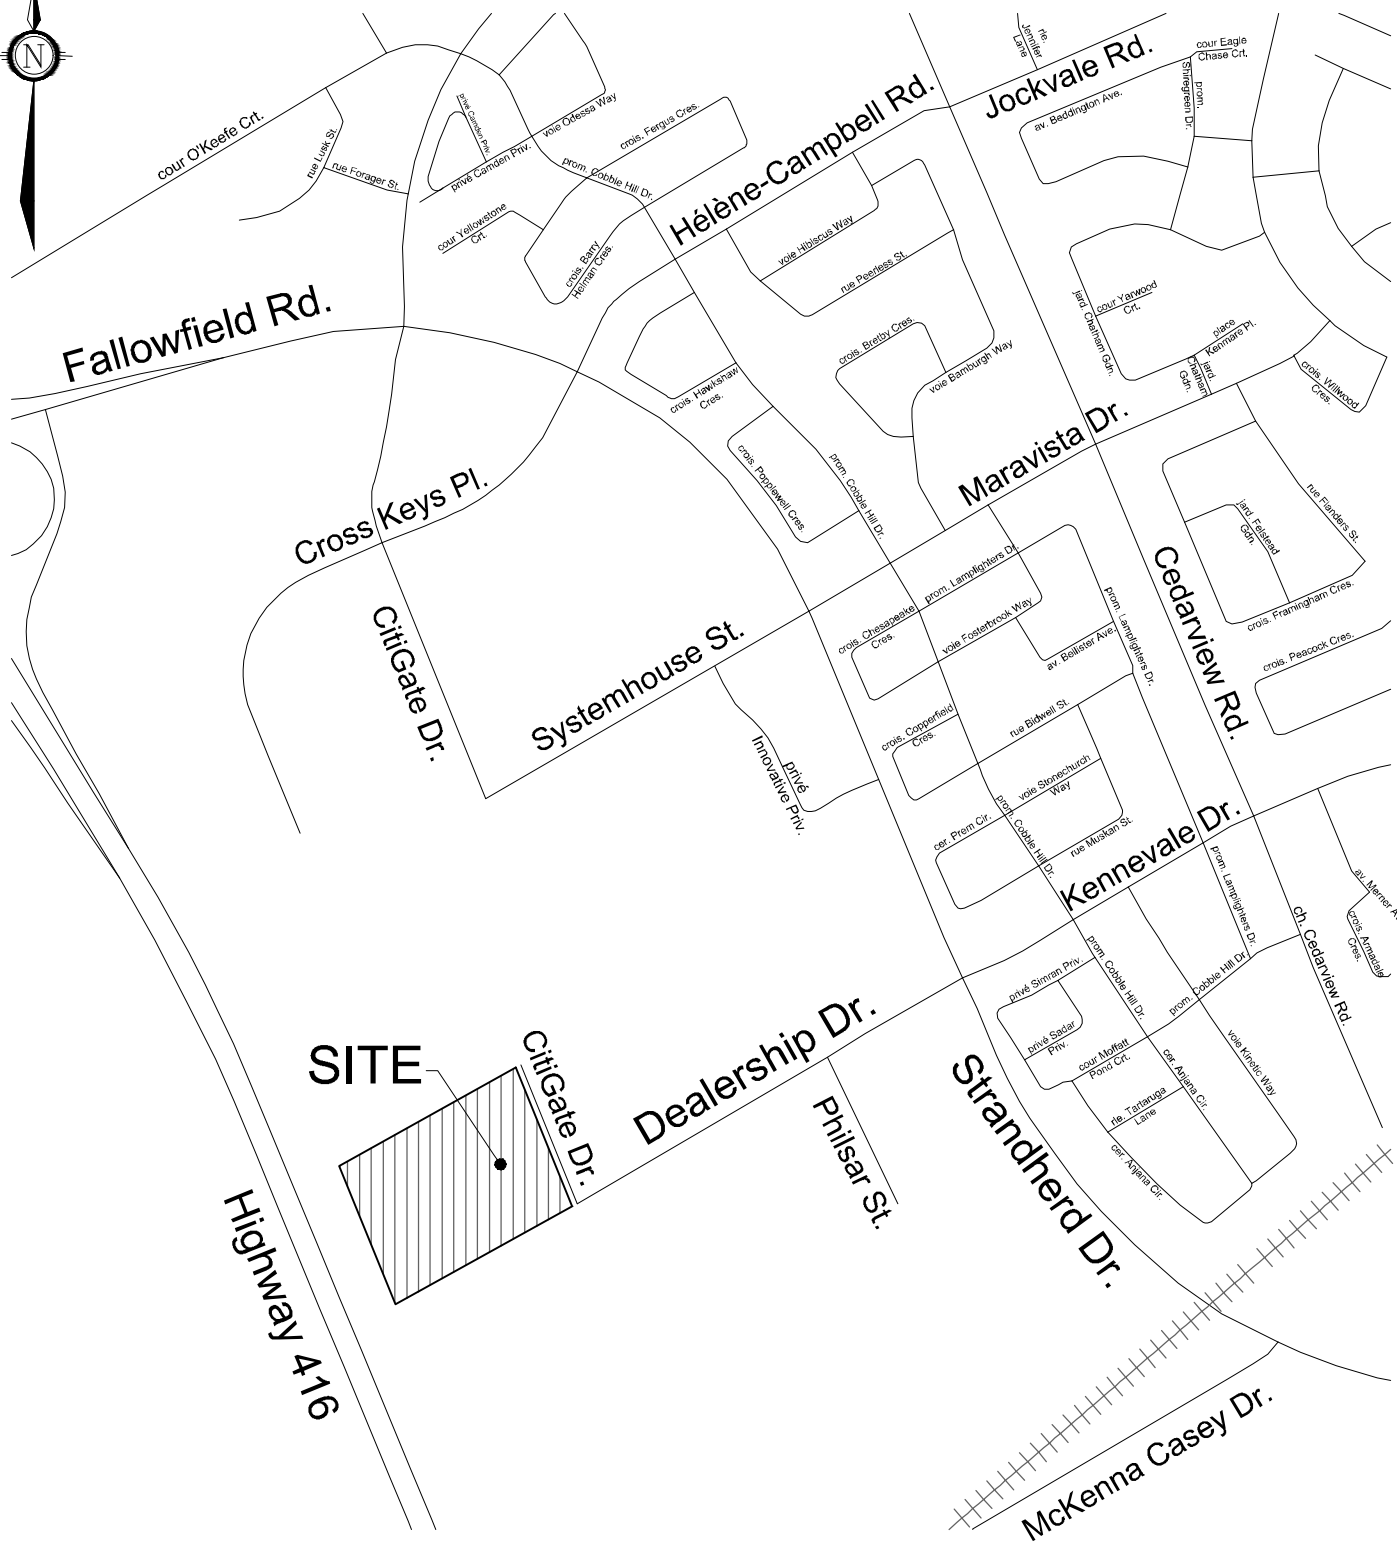 N
rle.
Jennifer
Lane
Jockvale Rd.
cour Eagle
Chase Crt.
prom.
Shiregreen Dr.
av. Beddington Ave.
cour O'Keefe Crt.
rue Lusk St.
rue Forager St.
privé Camden Priv.
privé Camden Priv.
voie Odessa Way
crois. Fergus Cres.
prom. Cobble Hill Dr.
cour Yellowstone
Crt.
crois. Barry
Helman Cres.
Hélène-Campbell Rd.
voie Hibiscus Way
rue Peerless St.
Fallowfield Rd.
crois. Bretby Cres.
voie Bamburgh Way
cour Yarwood
Crt.
jard. Chatham Gdn.
place
Kenmare Pl.
jard.
Chatham
Gdn.
crois. Willwood
Cres.
crois. Hawkshaw
Cres.
crois. Popplewell Cres.
prom. Cobble Hill Dr.
Maravista Dr.
Cross Keys Pl.
jard. Felstead
Gdn.
rue Flanders St.
crois. Framingham Cres.
crois. Peacock Cres.
Cedarview Rd.
CitiGate Dr.
Systemhouse St.
prom. Lamplighters Dr.
crois. Chesapeake
Cres.
voie Fosterbrook Way
av. Bellister Ave.
prom. Lamplighters Dr.
crois. Copperfield
Cres.
rue Bidwell St.
privé
Innovative Priv.
voie Stonechurch
Way
cer. Prem Cir.
prom. Cobble Hill Dr.
rue Muskan St.
Kennevale Dr.
prom. Lamplighters Dr.
av. Merner
crois. Armadale
Cres.
ch. Cedarview Rd.
prom. Cobble Hill Dr.
prom. Cobble Hill Dr.
privé Simran Priv.
privé Sadar
Priv.
cour Moffatt
Pond Crt.
cer. Anjana Cir.
voie Kinetic Way
rle. Tartaruga
Lane
cer. Anjana Cir.
SITE
CitiGate Dr.
Dealership Dr.
Philsar St.
Strandherd Dr.
Highway 416
McKenna Casey Dr.